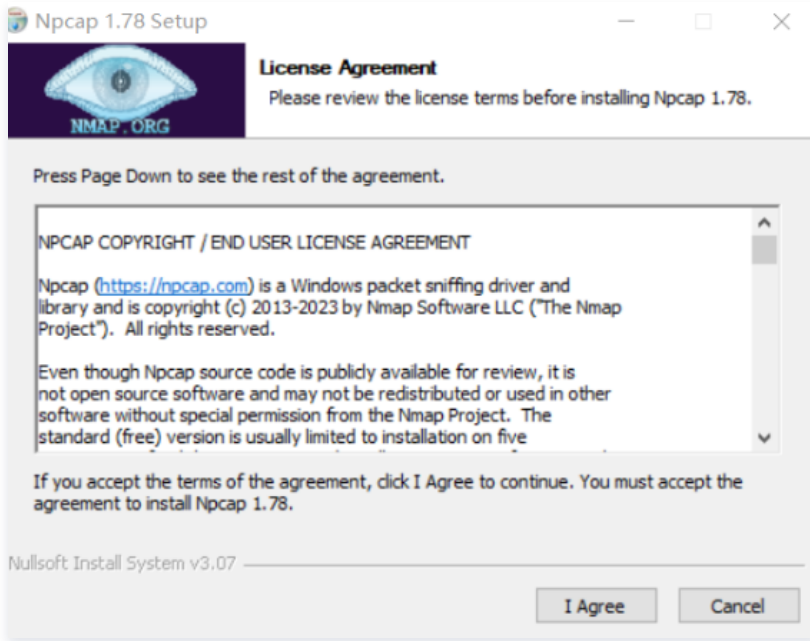 Npcap 1.78 Setup
NMAP.ORG
License Agreement
Please review the license terms before installing Npcap 1.78.
Press Page Down to see the rest of the agreement.
NPCAP COPYRIGHT / END USER LICENSE AGREEMENT
Npcap (https://npcap.com) is a Windows packet sniffing driver and
library and is copyright (c) 2013-2023 by Nmap Software LLC ("The Nmap
Project").  All rights reserved.
Even though Npcap source code is publicly available for review, it is
not open source software and may not be redistributed or used in other
software without special permission from the Nmap Project.  The
standard (free) version is usually limited to installation on five
If you accept the terms of the agreement, click I Agree to continue. You must accept the
agreement to install Npcap 1.78.
Nullsoft Install System v3.07
I Agree
Cancel